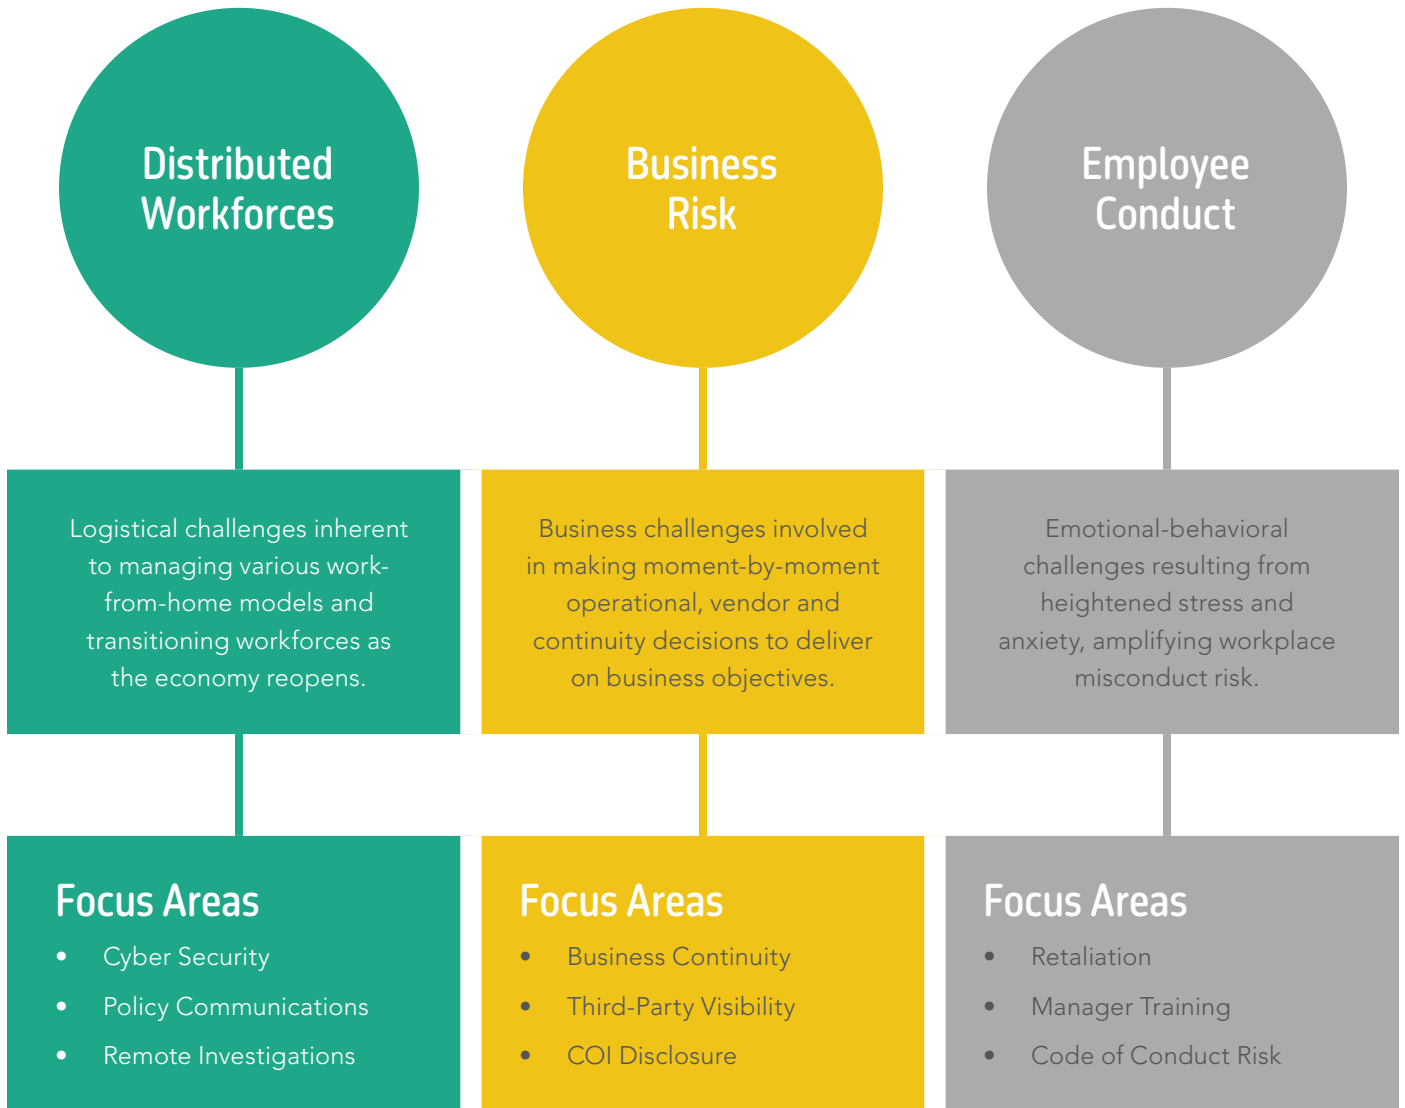 Distributed
Workforces
Logistical challenges inherent
to managing various work-
from-home models and
transitioning workforces as
the economy reopens.
Focus Areas
• Cyber Security
• Policy Communications
• Remote Investigations
Business
Risk
Business challenges involved
in making moment-by-moment
operational, vendor and
continuity decisions to deliver
on business objectives.
Focus Areas
• Business Continuity
• Third-Party Visibility
• COI Disclosure
Employee
Conduct
Emotional-behavioral
challenges resulting from
heightened stress and
anxiety, amplifying workplace
misconduct risk.
Focus Areas
• Retaliation
• Manager Training
• Code of Conduct Risk